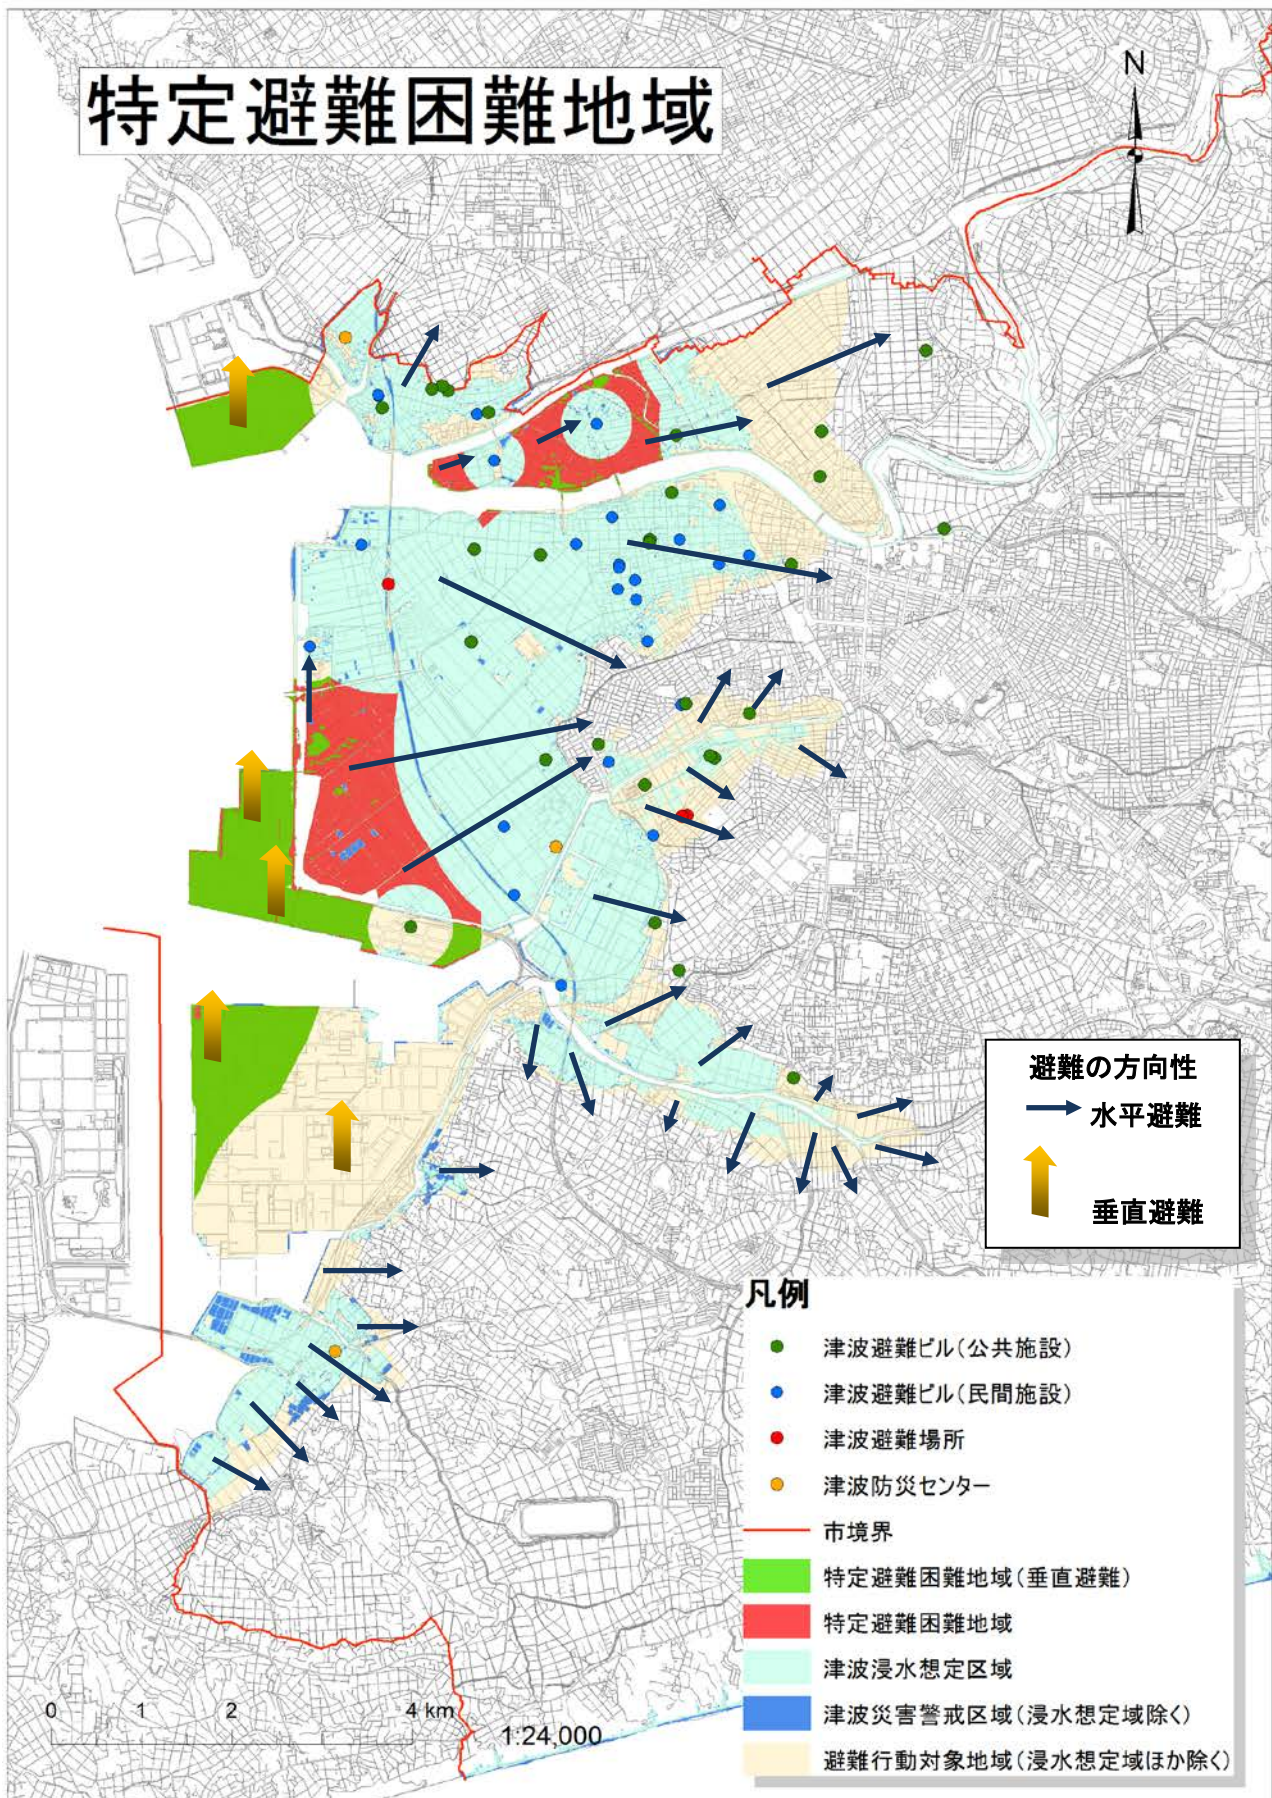 特定避難困難地域
N
避難の方向性
水平避難
垂直避難
凡例
津波避難ビル(公共施設)
津波避難ビル(民間施設)
津波避難場所
津波防災センター
市境界
特定避難困難地域(垂直避難)
特定避難困難地域
津波浸水想定区域
津波災害警戒区域(浸水想定域除く)
避難行動対象地域(浸水想定域ほか除く)
0 1 2 4 km
1:24,000